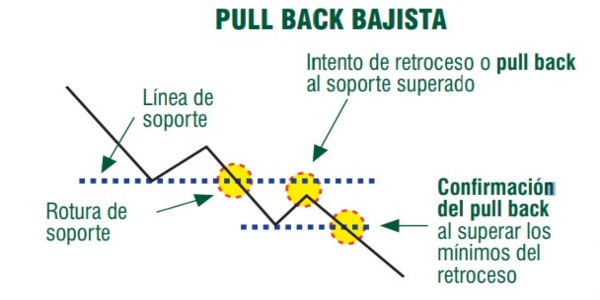 PULL BACK BAJISTA
Intento de retroceso o pull back
al soporte superado
Línea de
soporte
Rotura de
soporte
Confirmación
del pull back
al superar los
mínimos del
retroceso